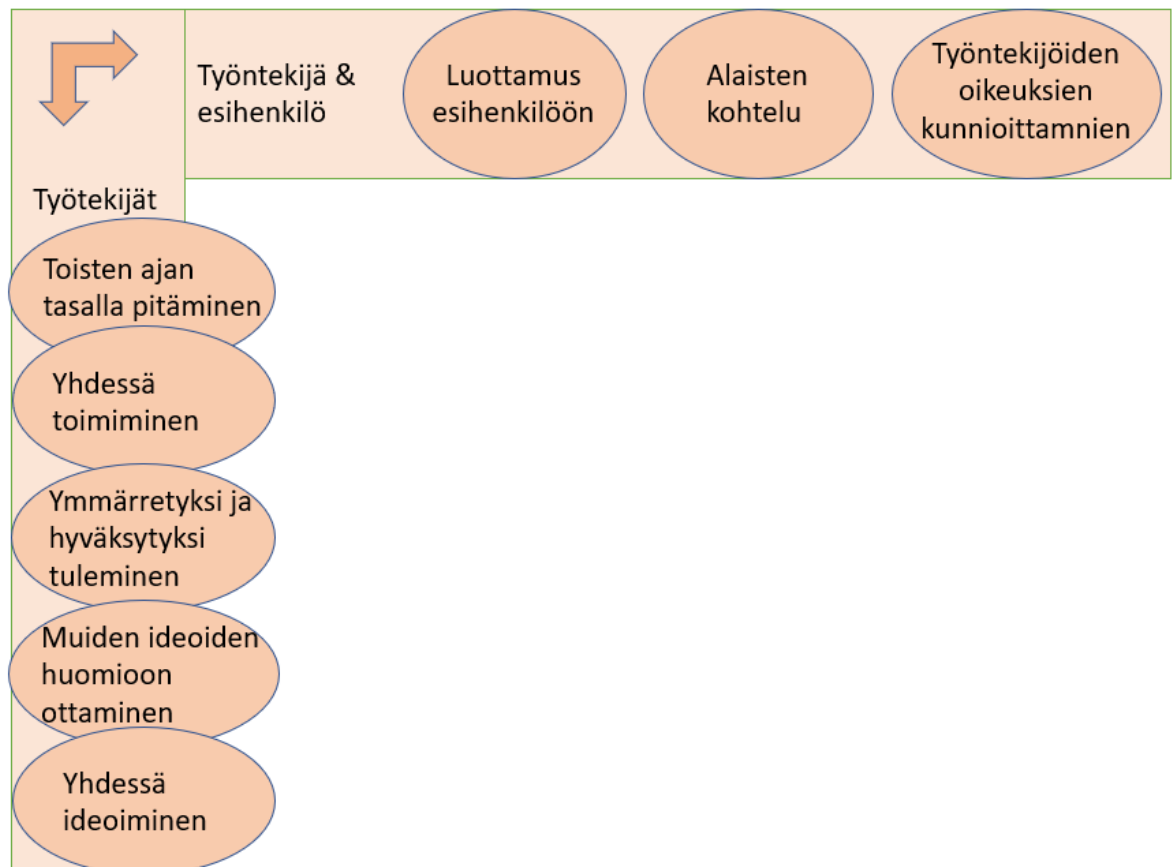 Työntekijä &
esihenkilö
Luottamus
esihenkilöön
Alaisten
kohtelu
Työntekijöiden
oikeuksien
kunnioittamnien
Työtekijät
Toisten ajan
tasalla pitäminen
Yhdessä
toimiminen
Ymmärretyksi ja
hyväksytyksi
tuleminen
Muiden ideoiden
huomioon
ottaminen
Yhdessä
ideoiminen